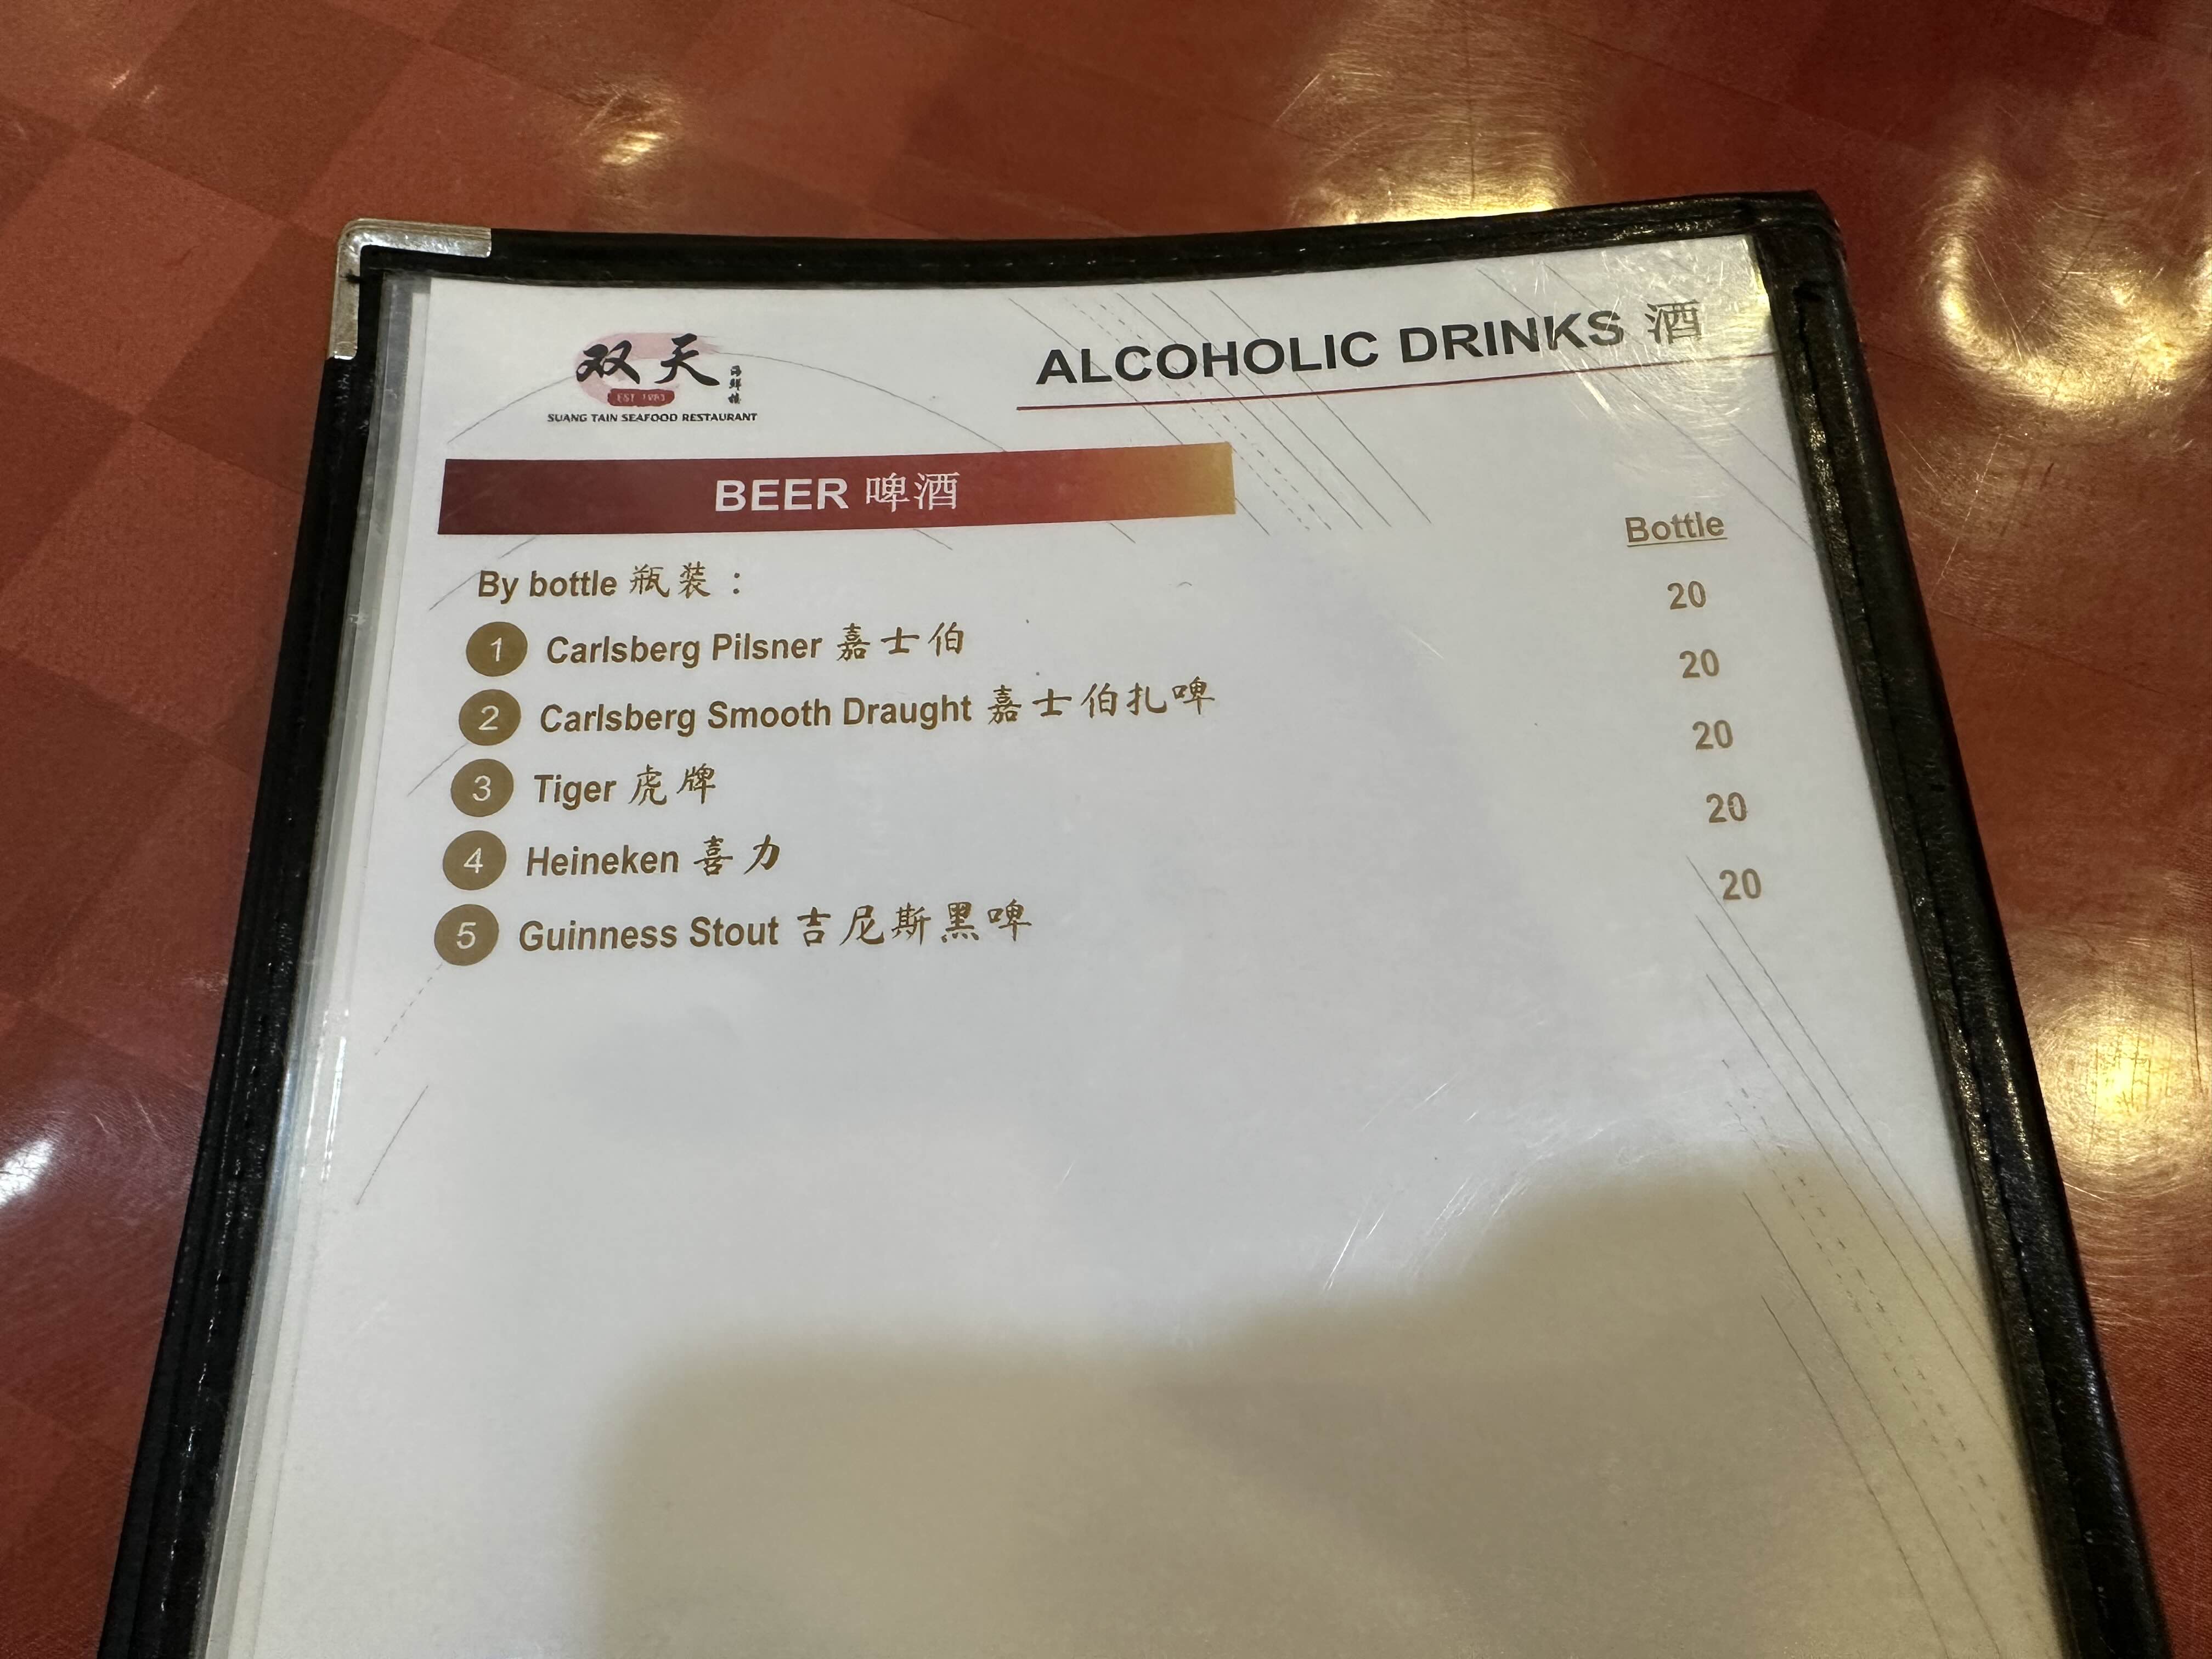 双天
海鲜楼
EST 1983
SUANG TAIN SEAFOOD RESTAURANT
ALCOHOLIC DRINKS 酒
BEER 啤酒
Bottle
By bottle 瓶装：
1 Carlsberg Pilsner 嘉士伯 20
2 Carlsberg Smooth Draught 嘉士伯扎啤 20
3 Tiger 虎牌 20
4 Heineken 喜力 20
5 Guinness Stout 吉尼斯黑啤 20